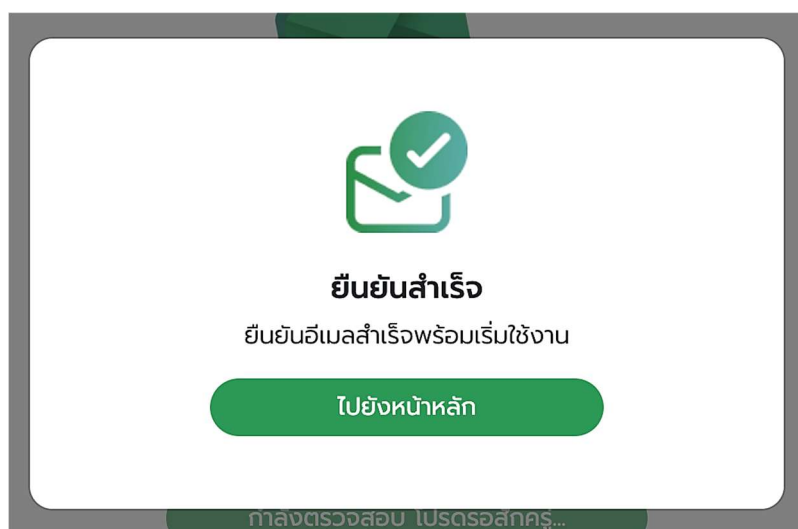 ยืนยันสำเร็จ
ยืนยันอีเมลสำเร็จพร้อมเริ่มใช้งาน
ไปยังหน้าหลัก
กำลังตรวจสอบ โปรดรอสักครู่...